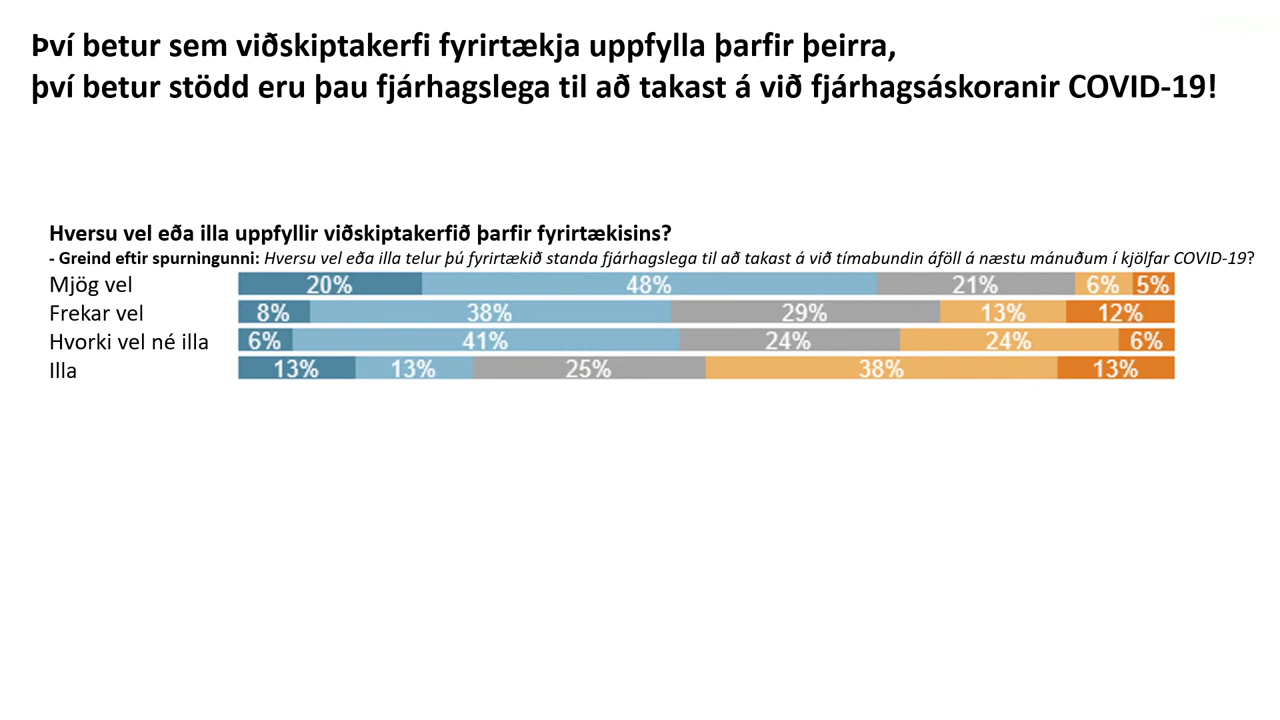 Því betur sem viðskiptakerfi fyrirtækja uppfylla þarfir þeirra,
því betur stödd eru þau fjárhagslega til að takast á við fjárhagsáskoranir COVID-19!
Hversu vel eða illa uppfyllir viðskiptakerfið þarfir fyrirtækisins?
- Greind eftir spurningunni: Hversu vel eða illa telur þú fyrirtækið standa fjárhagslega til að takast á við tímabundin áföll á næstu mánuðum í kjölfar COVID-19?
Mjög vel 20% 48% 21% 6% 5%
Frekar vel 8% 38% 29% 13% 12%
Hvorki vel né illa 6% 41% 24% 24% 6%
Illa 13% 13% 25% 38% 13%